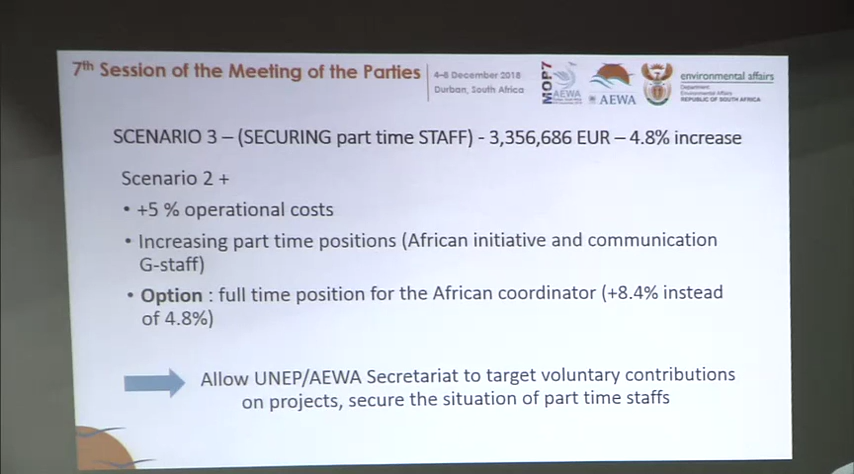 7th Session of the Meeting of the Parties
4-8 December 2018
Durban, South Africa
MOP7
AEWA
AEWA
environmental affairs
Department:
Environmental Affairs
REPUBLIC OF SOUTH AFRICA
SCENARIO 3 – (SECURING part time STAFF) - 3,356,686 EUR – 4.8% increase
Scenario 2 +
• +5 % operational costs
• Increasing part time positions (African initiative and communication
G-staff)
• Option : full time position for the African coordinator (+8.4% instead
of 4.8%)
Allow UNEP/AEWA Secretariat to target voluntary contributions
on projects, secure the situation of part time staffs